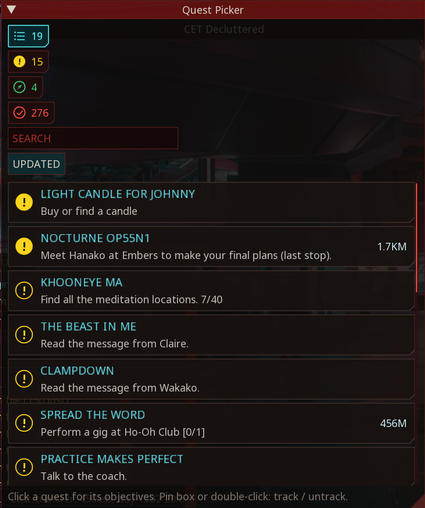 Quest Picker
CET Decluttered
19
15
4
276
SEARCH
UPDATED
LIGHT CANDLE FOR JOHNNY
Buy or find a candle
NOCTURNE OP55N1
Meet Hanako at Embers to make your final plans (last stop).
1.7KM
KHOONEYE MA
Find all the meditation locations. 7/40
THE BEAST IN ME
Read the message from Claire.
CLAMPDOWN
Read the message from Wakako.
SPREAD THE WORD
Perform a gig at Ho-Oh Club [0/1]
456M
PRACTICE MAKES PERFECT
Talk to the coach.
Click a quest for its objectives. Pin box or double-click: track / untrack.